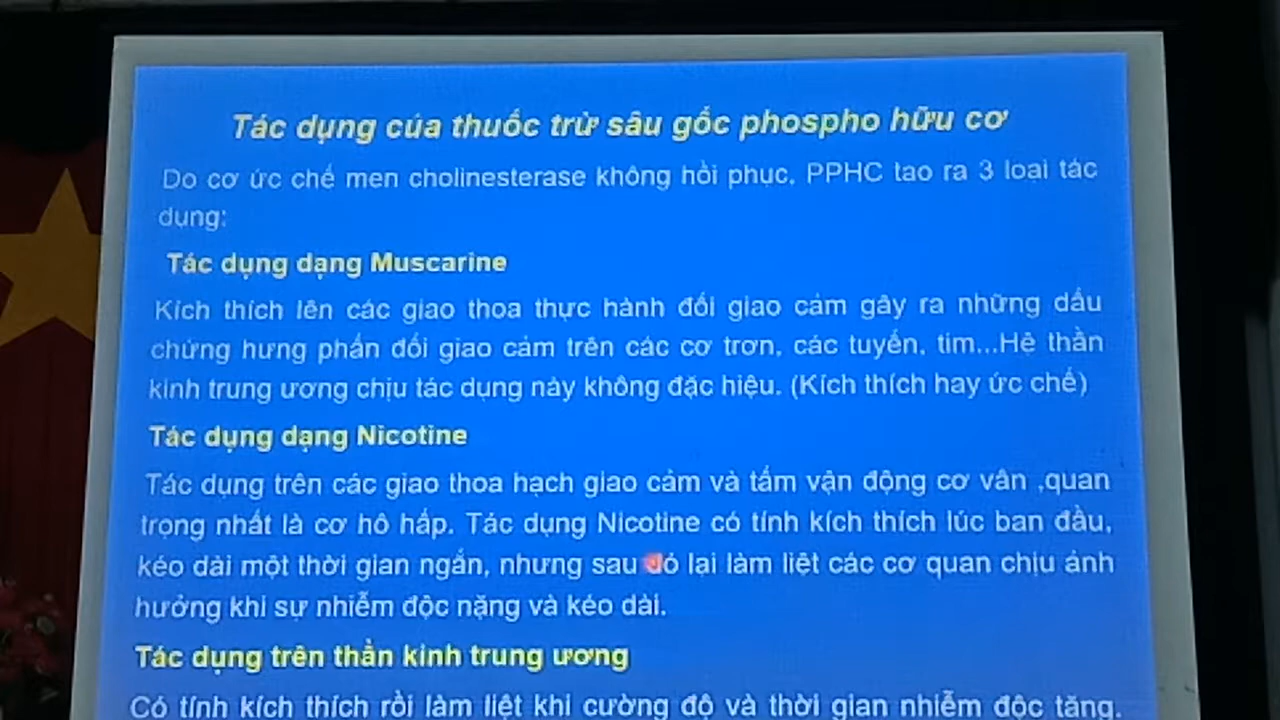 Tác dụng của thuốc trừ sâu gốc phospho hữu cơ
Do cơ ức chế men cholinesterase không hồi phục, PPHC tao ra 3 loại tác
dụng:
Tác dụng dạng Muscarine
Kích thích lên các giao thoa thực hành đối giao cảm gây ra những dấu
chứng hưng phấn đối giao cảm trên các cơ trơn, các tuyến, tim...Hệ thần
kinh trung ương chịu tác dụng này không đặc hiệu. (Kích thích hay ức chế)
Tác dụng dạng Nicotine
Tác dụng trên các giao thoa hạch giao cảm và tấm vận động cơ vân ,quan
trọng nhất là cơ hô hấp. Tác dụng Nicotine có tính kích thích lúc ban đầu,
kéo dài một thời gian ngắn, nhưng sau đó lại làm liệt các cơ quan chịu ảnh
hưởng khi sự nhiễm độc nặng và kéo dài.
Tác dụng trên thần kinh trung ương
Có tính kích thích rồi làm liệt khi cường độ và thời gian nhiễm độc tăng.